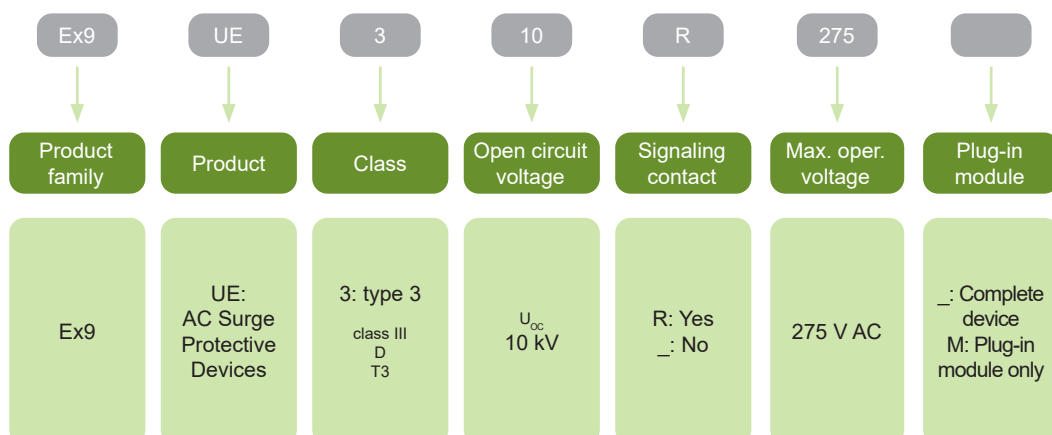 Ex9
UE
3
10
R
275
Product
family
Product
Class
Open circuit
voltage
Signaling
contact
Max. oper.
voltage
Plug-in
module
Ex9
UE:
AC Surge
Protective
Devices
3: type 3
class III
D
T3
Uoc
10 kV
R: Yes
_: No
275 V AC
_: Complete
device
M: Plug-in
module only